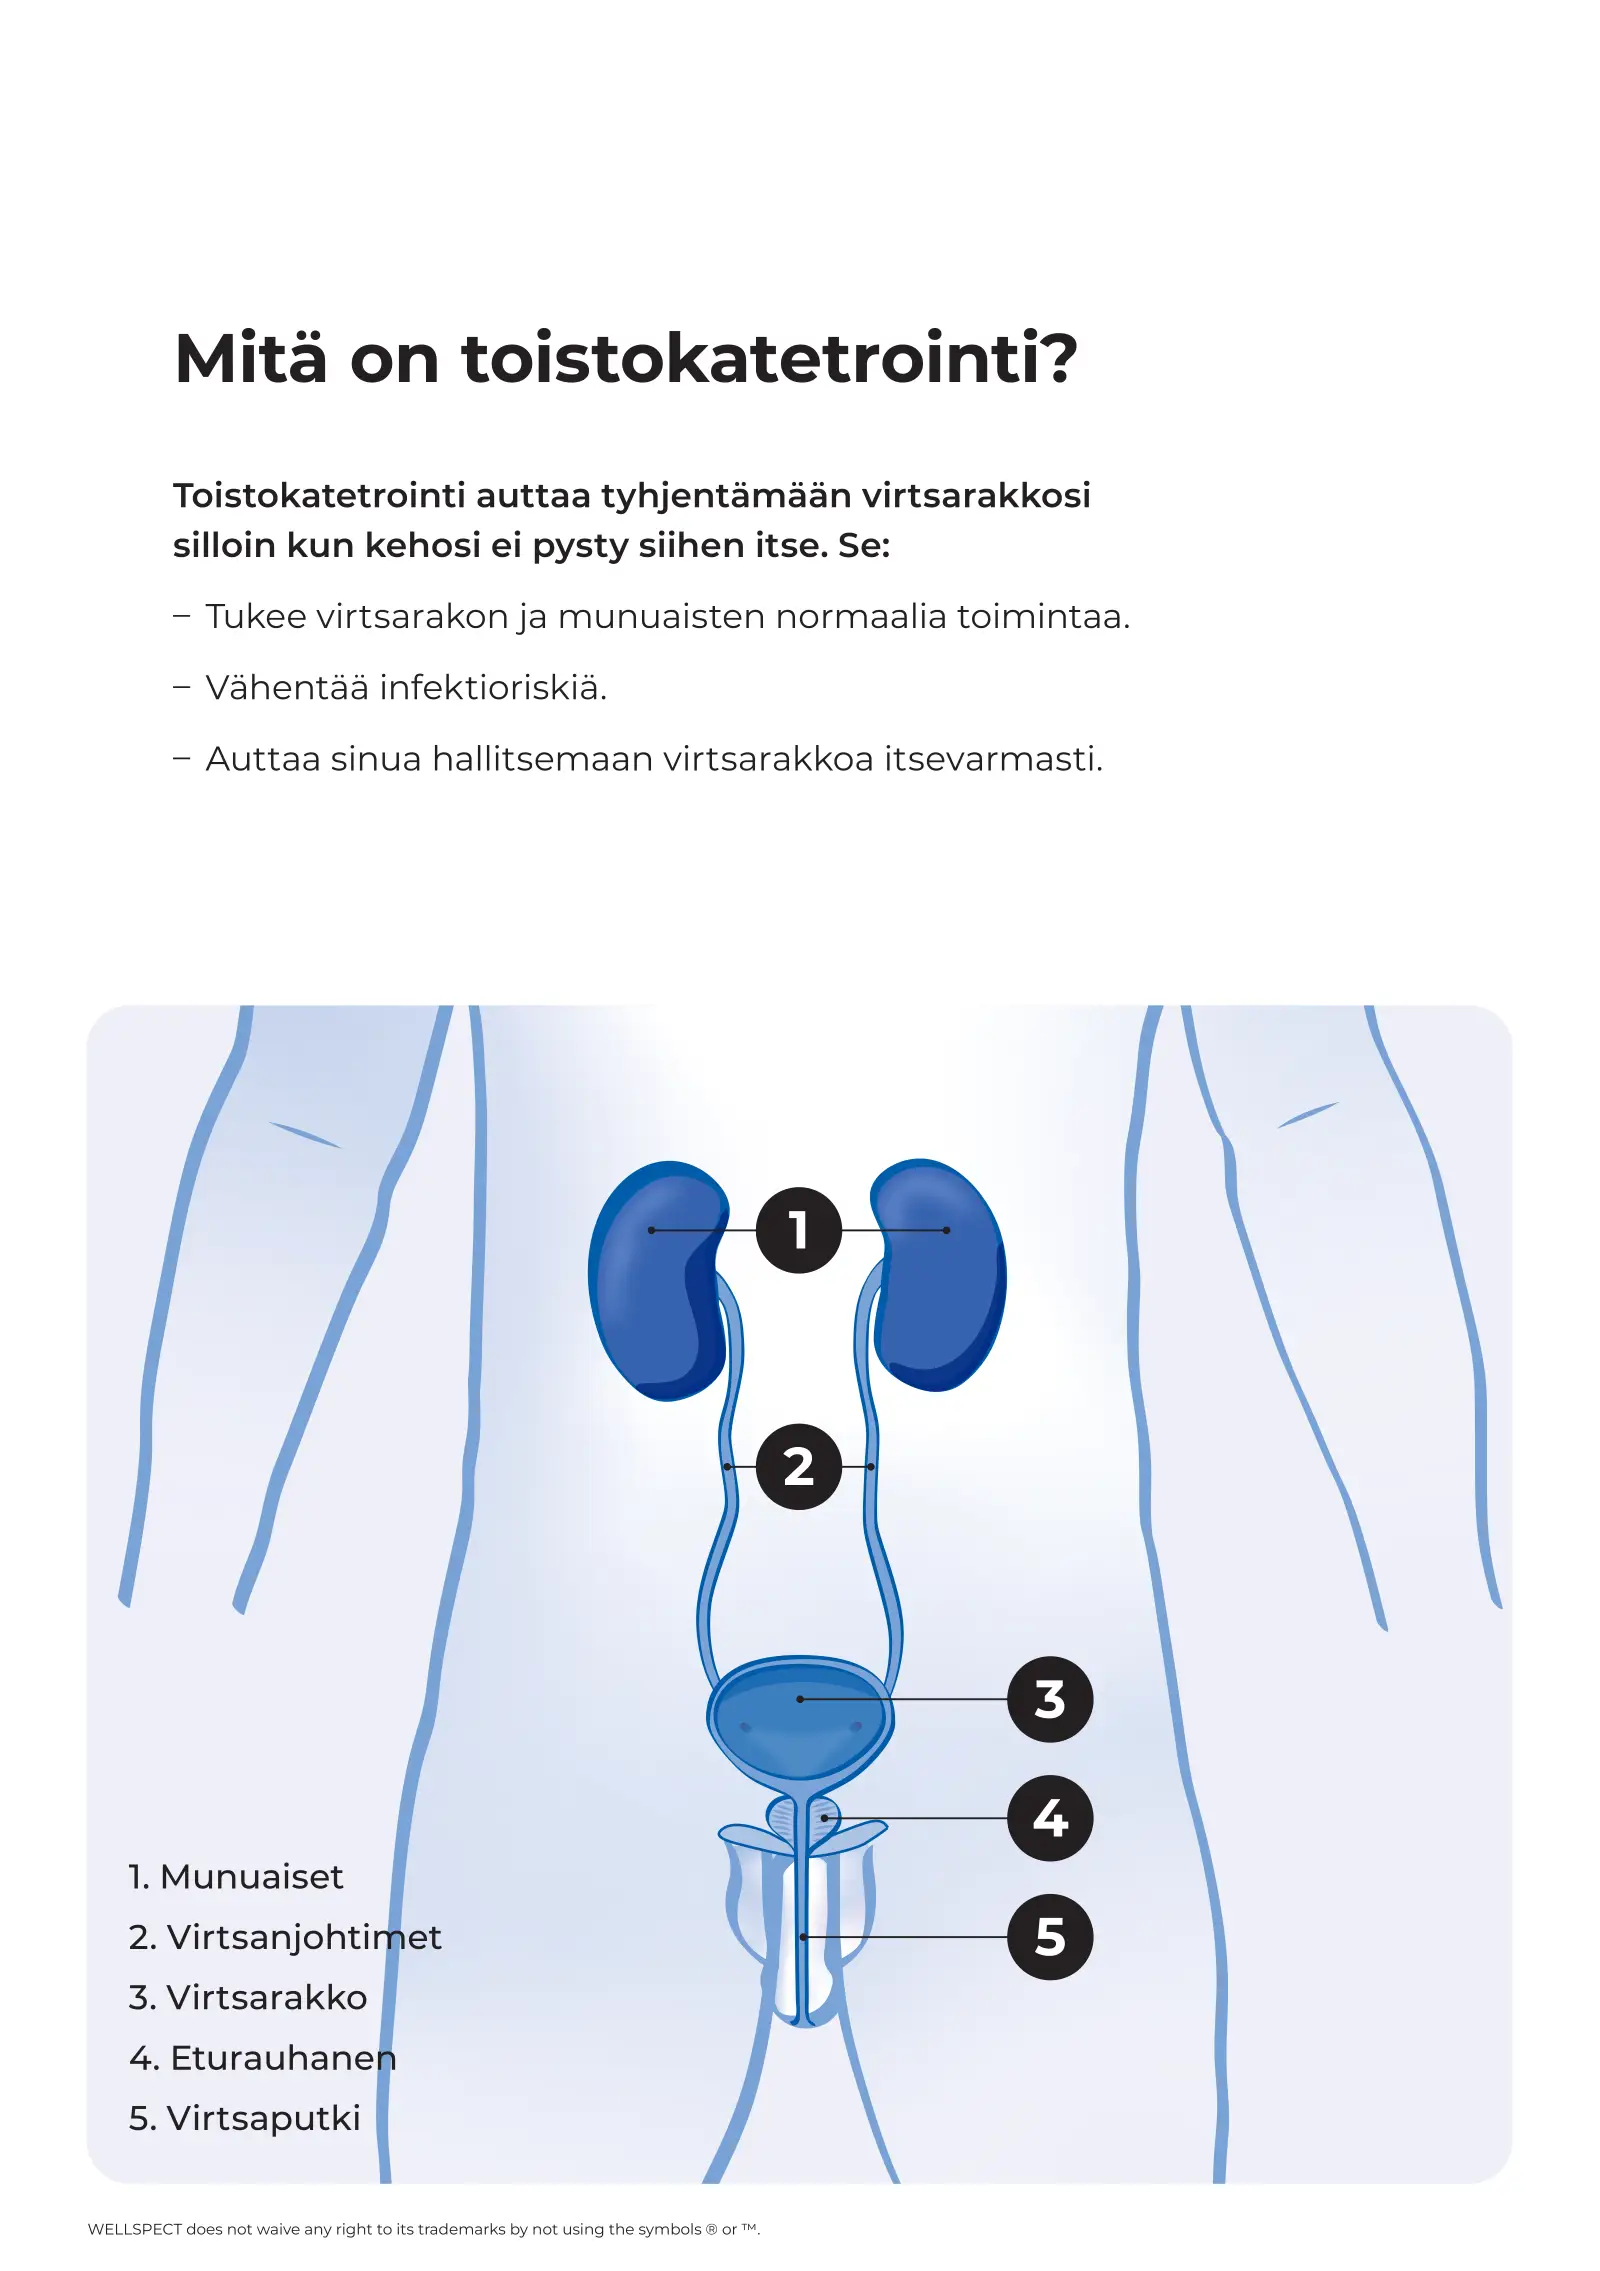 Mitä on toistokatetrointi?
Toistokatetrointi auttaa tyhjentämään virtsarakkosi
silloin kun kehosi ei pysty siihen itse. Se:
– Tukee virtsarakon ja munuaisten normaalia toimintaa.
– Vähentää infektioriskiä.
– Auttaa sinua hallitsemaan virtsarakkoa itsevarmasti.
1
2
3
4
5
1. Munuaiset
2. Virtsanjohtimet
3. Virtsarakko
4. Eturauhanen
5. Virtsaputki
WELLSPECT does not waive any right to its trademarks by not using the symbols ® or ™.